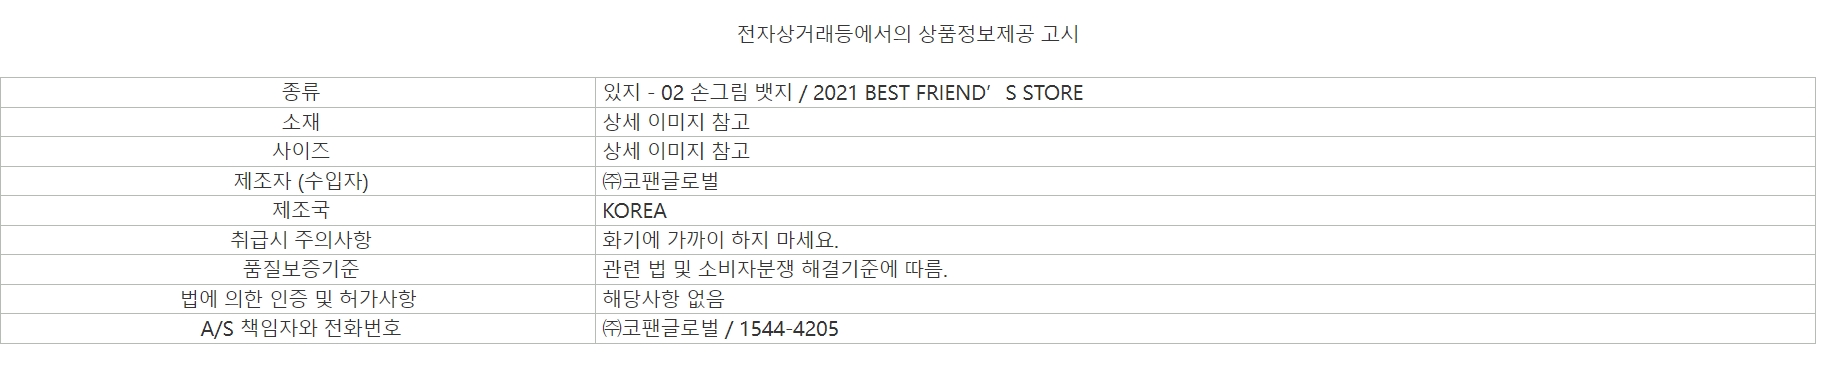 전자상거래등에서의 상품정보제공 고시
종류 있지 - 02 손그림 뱃지 / 2021 BEST FRIEND’S STORE
소재 상세 이미지 참고
사이즈 상세 이미지 참고
제조자 (수입자) ㈜코팬글로벌
제조국 KOREA
취급시 주의사항 화기에 가까이 하지 마세요.
품질보증기준 관련 법 및 소비자분쟁 해결기준에 따름.
법에 의한 인증 및 허가사항 해당사항 없음
A/S 책임자와 전화번호 ㈜코팬글로벌 / 1544-4205